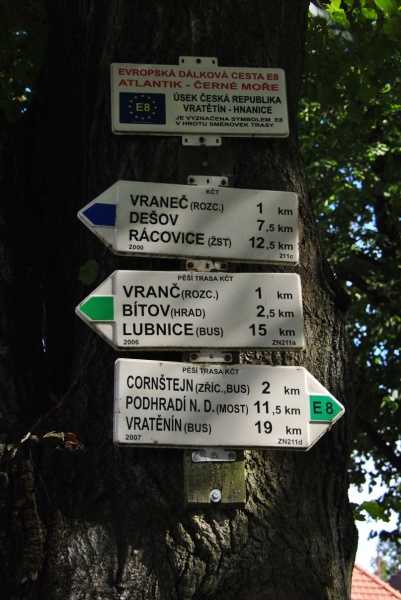 EVROPSKÁ DÁLKOVÁ CESTA E8
ATLANTIK - ČERNÉ MOŘE
E8
ÚSEK ČESKÁ REPUBLIKA
VRATĚTÍN - HNANICE
JE VYZNAČENA SYMBOLEM E8
V HROTU SMĚROVEK TRASY
KČT
VRANEČ (ROZC.) 1 km
DEŠOV 7,5 km
RÁCOVICE (ŽST) 12,5 km
2000 211c
PĚŠÍ TRASA KČT
VRANČ (ROZC.) 1 km
BÍTOV (HRAD) 2,5 km
LUBNICE (BUS) 15 km
2006 ZN211e
PĚŠÍ TRASA KČT
CORNŠTEJN (ZŘÍC., BUS) 2 km
PODHRADÍ N. D. (MOST) 11,5 km
E8
VRATĚNÍN (BUS) 19 km
2007 ZN211d